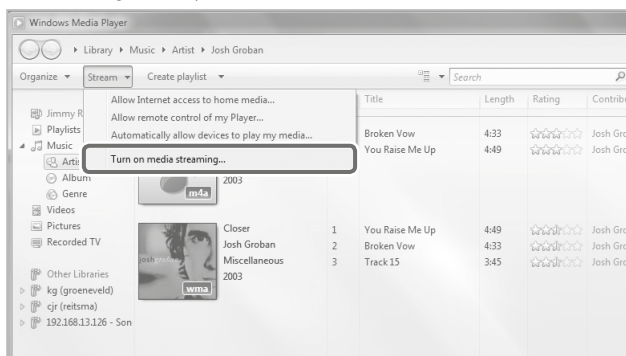 Windows Media Player
Library Music Artist Josh Groban
Organize Stream Create playlist Search
Allow Internet access to home media...
Allow remote control of my Player...
Automatically allow devices to play my media...
Turn on media streaming...
Title Length Rating
Jimmy R
Playlists
Music
Album
Genre
Videos
Pictures
Recorded TV
Other Libraries
kg (groeneveld)
cjr (reitsma)
192.168.13.126 - Son
Broken Vow 4:33 Josh Gro
You Raise Me Up 4:49 Josh Gro
2003
m4a
Closer 1 You Raise Me Up 4:49 Josh Gro
Josh Groban 2 Broken Vow 4:33 Josh Gro
Miscellaneous 3 Track 15 3:45 Josh Gro
2003
josh groban
wma